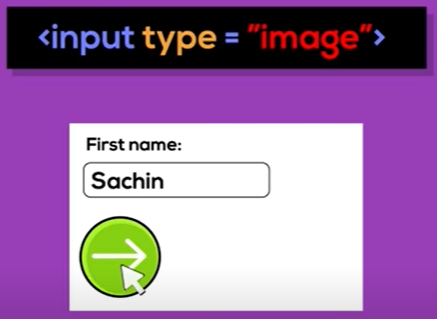 <input type = "image">
First name:
Sachin